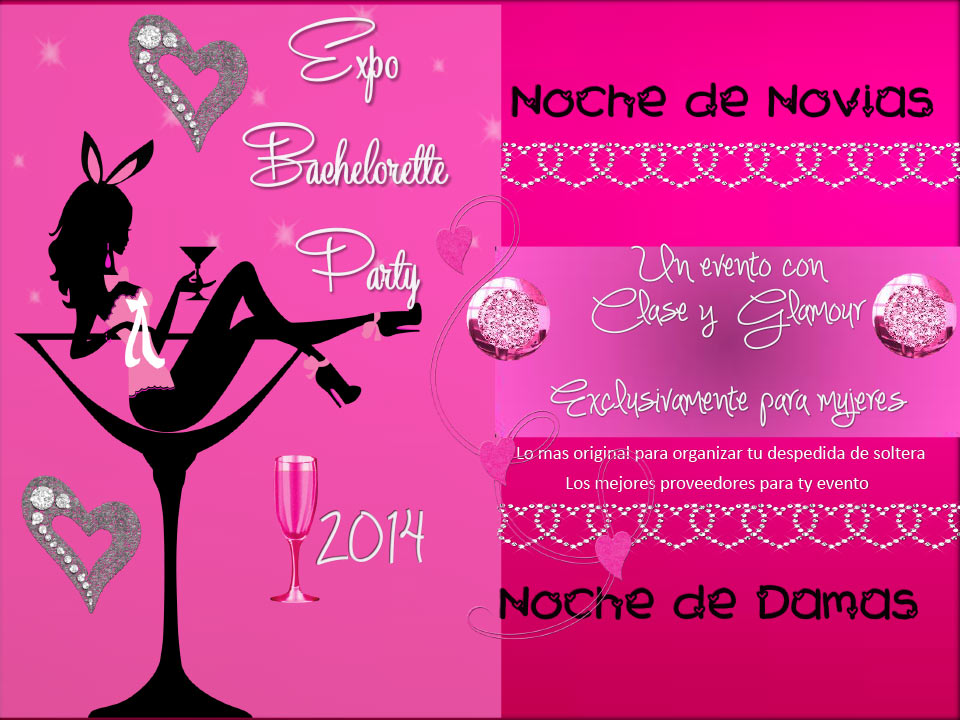 Expo
Bachelorette
Party
2014
Noche de Novias
Un evento con
Clase y Glamour
Exclusivamente para mujeres
Lo mas original para organizar tu despedida de soltera
Los mejores proveedores para ty evento
Noche de Damas